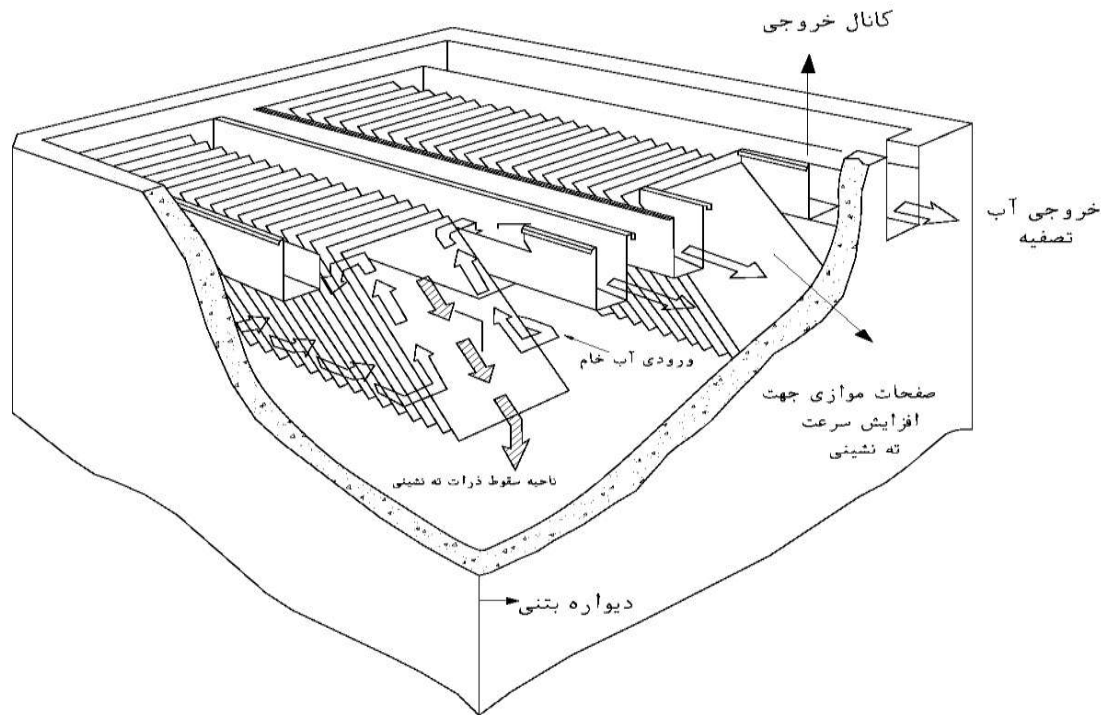 کانال خروجی
خروجی آب
تصفیه
ورودی آب خام
صفحات موازی جهت
افزایش سرعت
ته نشینی
ناحیه سقوط ذرات ته نشینی
دیواره بتنی